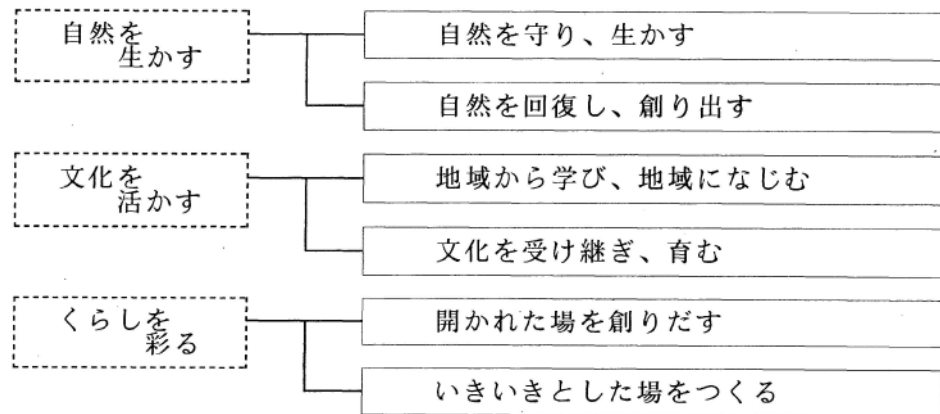 自然を
生かす
自然を守り、生かす
自然を回復し、創り出す
文化を
活かす
地域から学び、地域になじむ
文化を受け継ぎ、育む
くらしを
彩る
開かれた場を創りだす
いきいきとした場をつくる